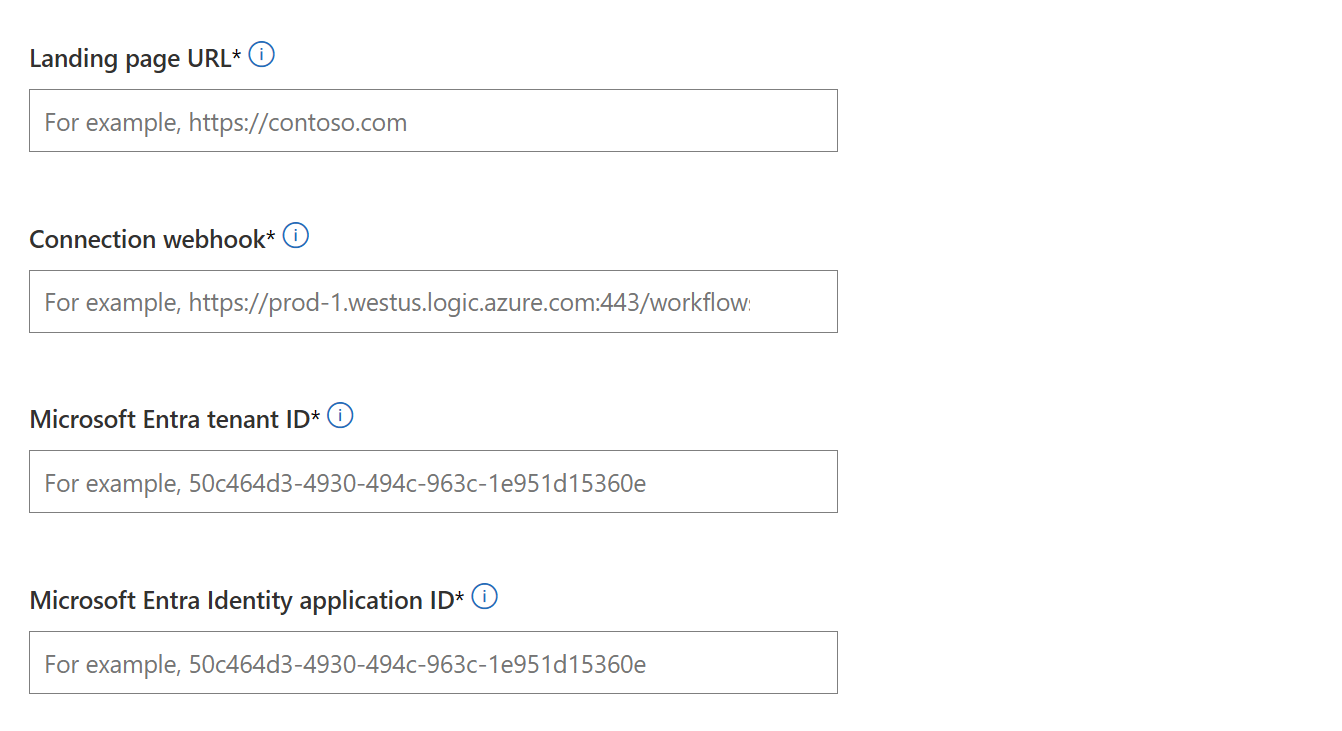 Landing page URL*
For example, https://contoso.com
Connection webhook*
For example, https://prod-1.westus.logic.azure.com:443/workflow
Microsoft Entra tenant ID*
For example, 50c464d3-4930-494c-963c-1e951d15360e
Microsoft Entra Identity application ID*
For example, 50c464d3-4930-494c-963c-1e951d15360e